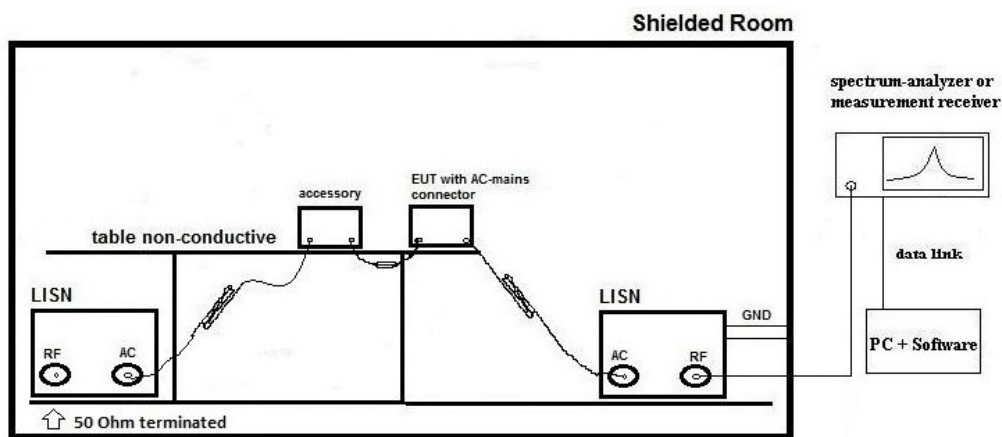 Shielded Room
spectrum-analyzer or
measurement receiver
EUT with AC-mains
connector
accessory
table non-conductive
data link
LISN
LISN
GND
RF
AC
AC
RF
PC + Software
50 Ohm terminated